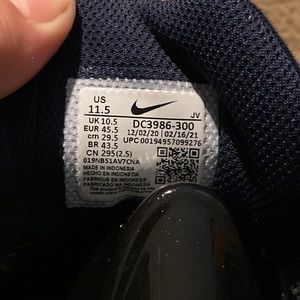 US
11.5
UK 10.5
EUR 45.5
cm 29.5
BR 43.5
CN 295(2.5)
JV
DC3986-300
12/02/20 02/16/21
UPC 00194957099276
019NB51AV7CNA
MADE IN INDONESIA
HECHO EN INDONESIA
FABRIQUE EN INDONESIE
FABRICADO NA INDONESIA